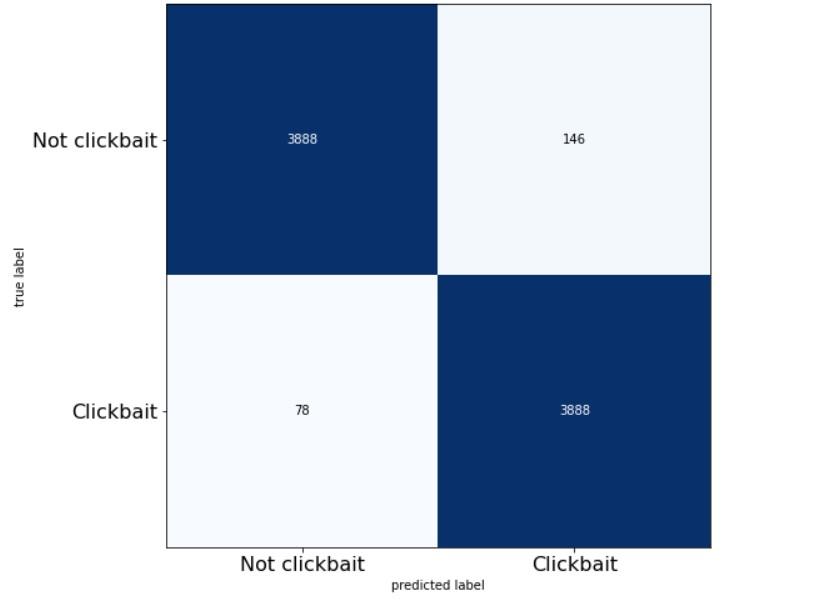 Not clickbait
3888
146
true label
Clickbait
78
3888
Not clickbait
Clickbait
predicted label